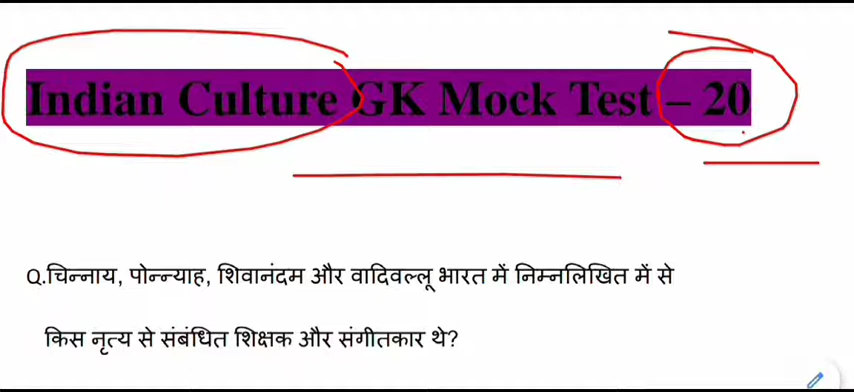 Indian Culture GK Mock Test – 20
Q.चिन्नाय, पोन्न्याह, शिवानंदम और वादिवल्लू भारत में निम्नलिखित में से
किस नृत्य से संबंधित शिक्षक और संगीतकार थे?